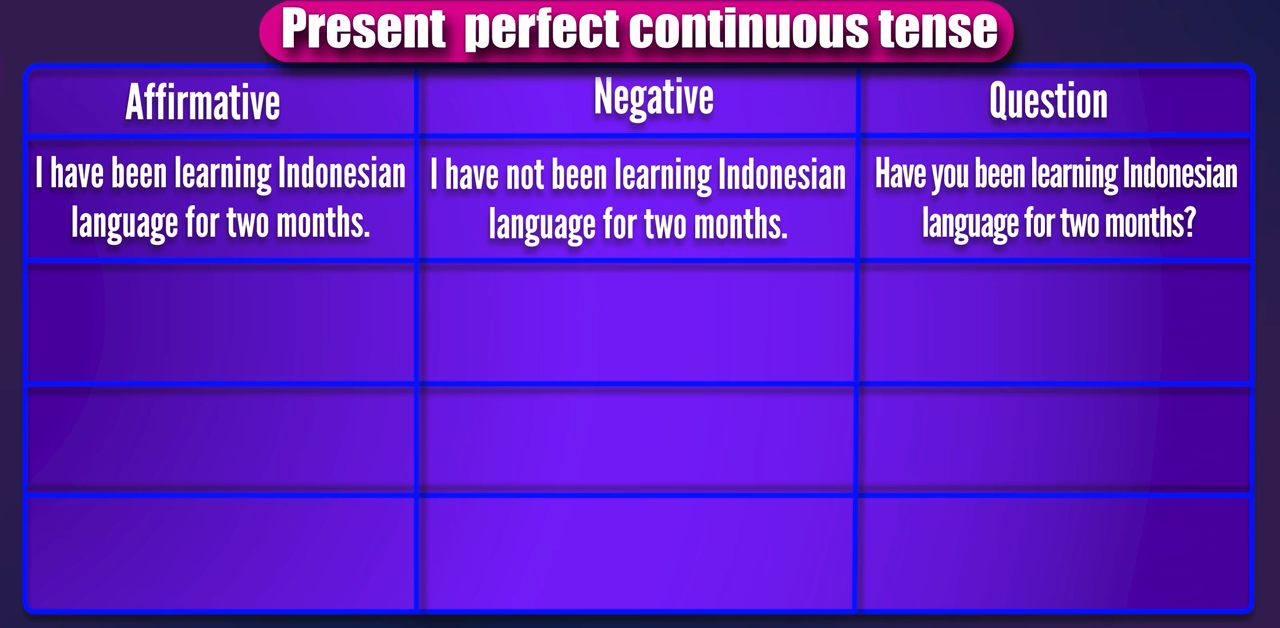 Present perfect continuous tense
Affirmative
Negative
Question
I have been learning Indonesian
language for two months.
I have not been learning Indonesian
language for two months.
Have you been learning Indonesian
language for two months?